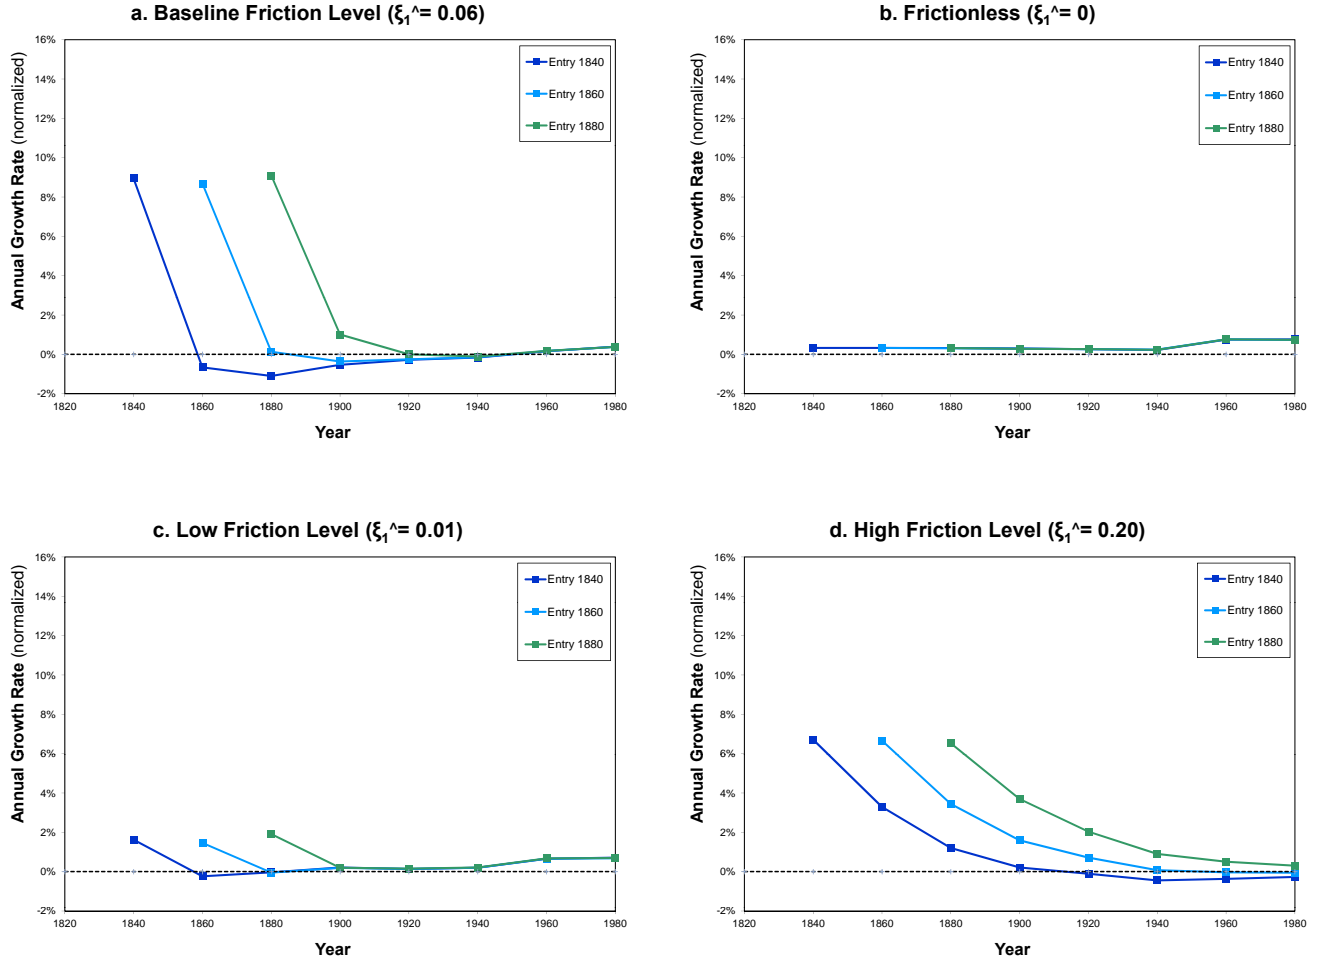 a. Baseline Friction Level (ξ₁^= 0.06)
Annual Growth Rate (normalized)
16%
14%
12%
10%
8%
6%
4%
2%
0%
-2%
Entry 1840
Entry 1860
Entry 1880
1820 1840 1860 1880 1900 1920 1940 1960 1980
Year
b. Frictionless (ξ₁^= 0)
Annual Growth Rate (normalized)
16%
14%
12%
10%
8%
6%
4%
2%
0%
-2%
Entry 1840
Entry 1860
Entry 1880
1820 1840 1860 1880 1900 1920 1940 1960 1980
Year
c. Low Friction Level (ξ₁^= 0.01)
Annual Growth Rate (normalized)
16%
14%
12%
10%
8%
6%
4%
2%
0%
-2%
Entry 1840
Entry 1860
Entry 1880
1820 1840 1860 1880 1900 1920 1940 1960 1980
Year
d. High Friction Level (ξ₁^= 0.20)
Annual Growth Rate (normalized)
16%
14%
12%
10%
8%
6%
4%
2%
0%
-2%
Entry 1840
Entry 1860
Entry 1880
1820 1840 1860 1880 1900 1920 1940 1960 1980
Year